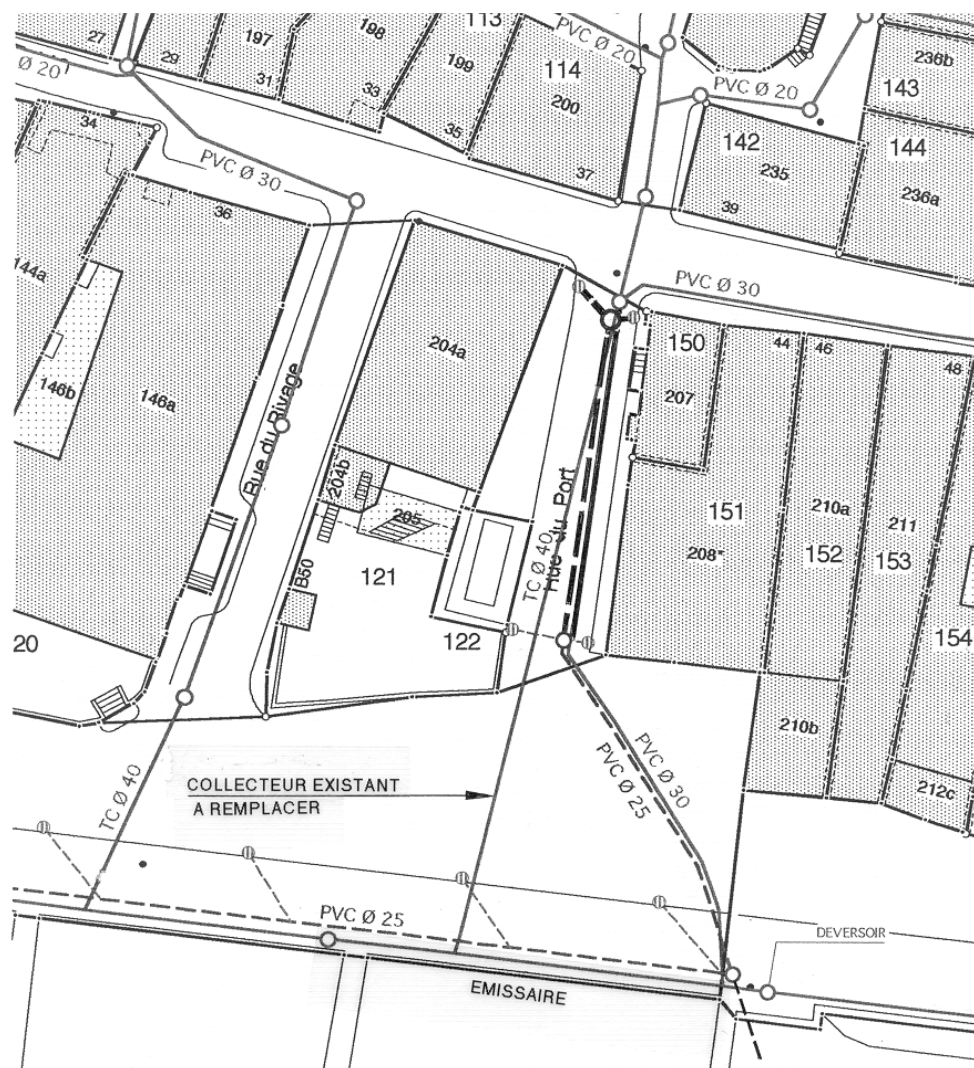 113
27
29
197
198
199
PVC Ø 20
114
200
236b
143
Ø 20
31
33
35
PVC Ø 20
34
142
144
235
37
39
236a
PVC Ø 30
36
PVC Ø 30
144a
204a
150
44
46
48
207
146b
146a
Rue du Rivage
204b
205
TC Ø 40
Rue du Port
151
208*
210a
152
211
153
B50
121
122
154
20
210b
PVC Ø 30
PVC Ø 25
212c
COLLECTEUR EXISTANT
A REMPLACER
TC Ø 40
PVC Ø 25
DEVERSOIR
EMISSAIRE